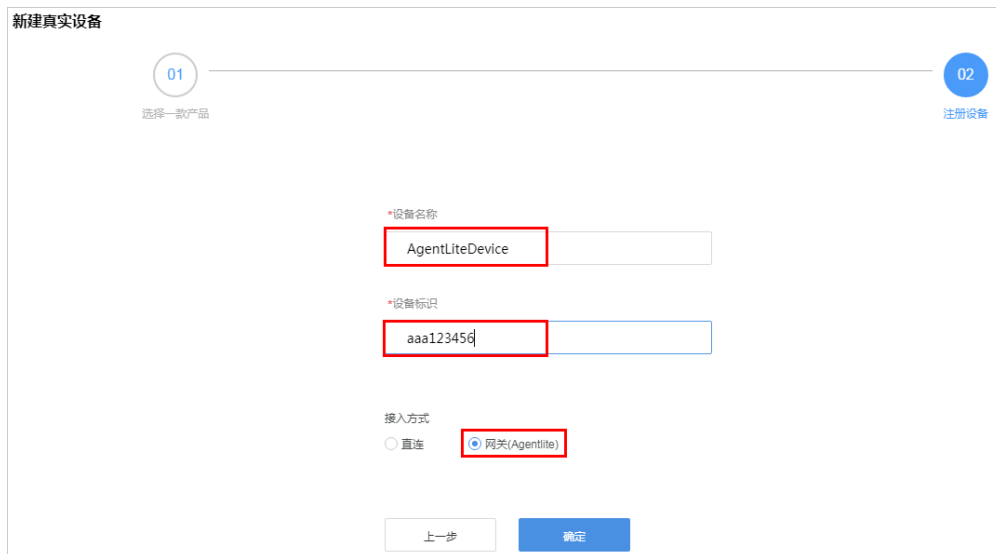 新建真实设备
01
02
选择一款产品
注册设备
*设备名称
AgentLiteDevice
*设备标识
aaa123456
接入方式
直连 网关(Agentlite)
上一步 确定